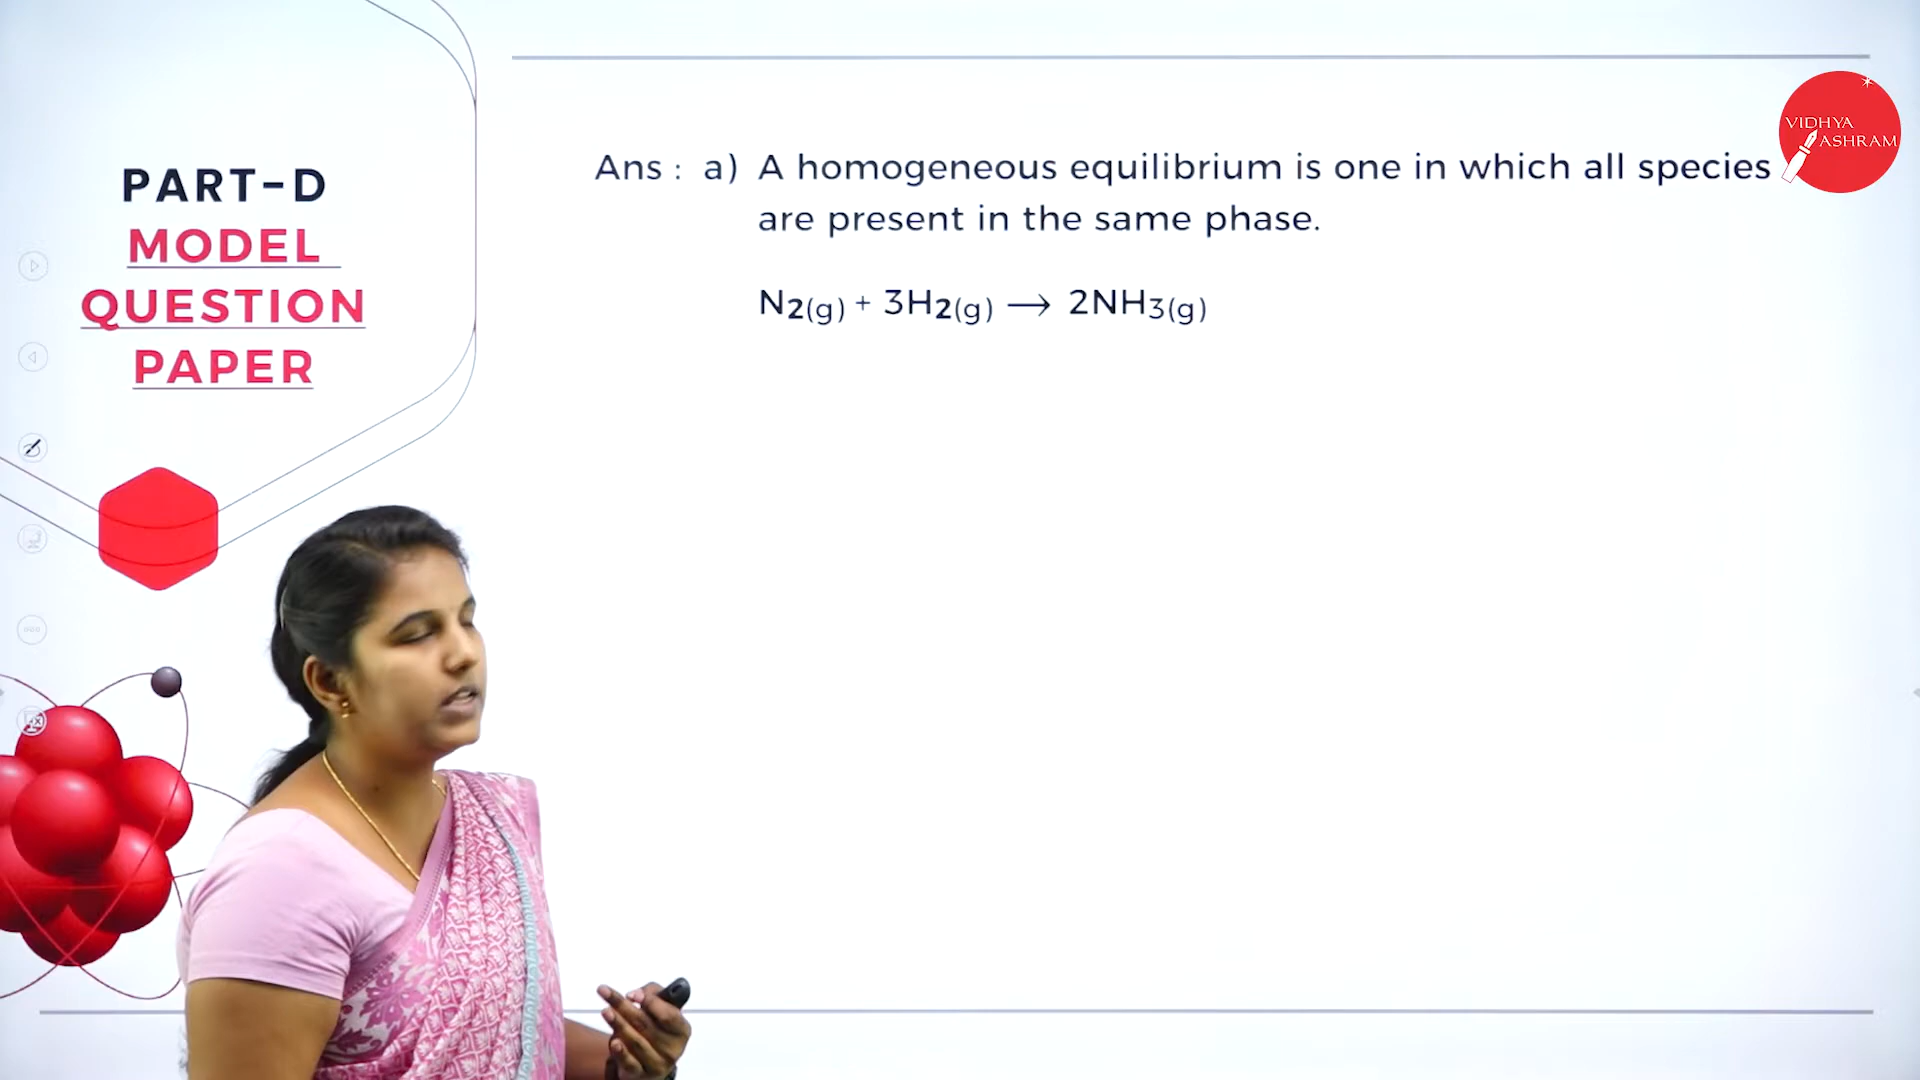 PART-D
MODEL
QUESTION
PAPER
VIDHYA
ASHRAM
Ans : a) A homogeneous equilibrium is one in which all species
are present in the same phase.
N2(g) + 3H2(g) ⟶ 2NH3(g)